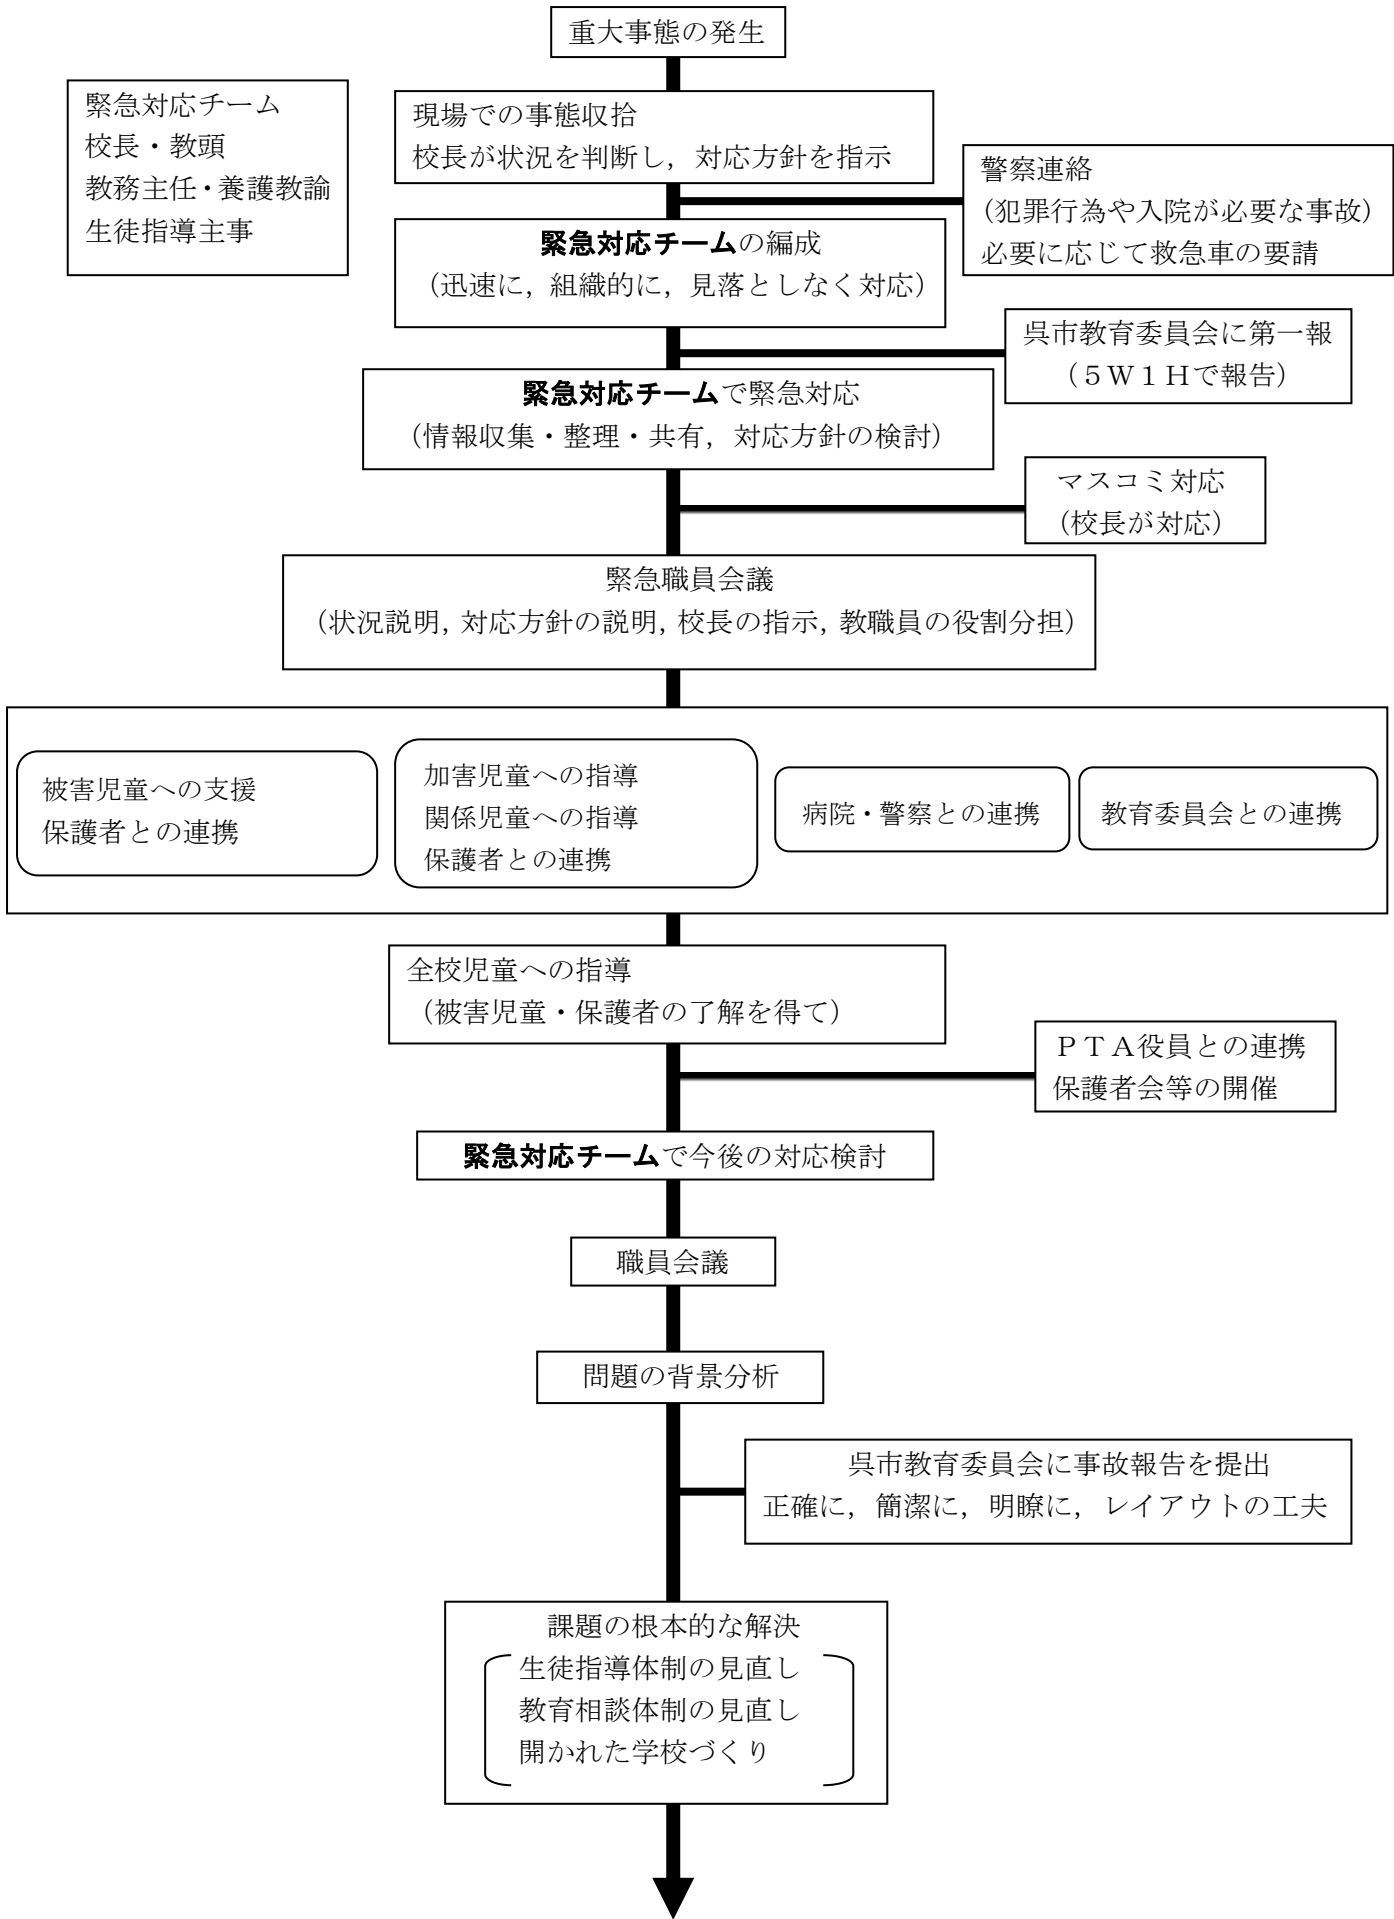 重大事態の発生
緊急対応チーム
校長・教頭
教務主任・養護教諭
生徒指導主事
現場での事態収拾
校長が状況を判断し，対応方針を指示
警察連絡
（犯罪行為や入院が必要な事故）
必要に応じて救急車の要請
緊急対応チームの編成
（迅速に，組織的に，見落としなく対応）
呉市教育委員会に第一報
（５Ｗ１Ｈで報告）
緊急対応チームで緊急対応
（情報収集・整理・共有，対応方針の検討）
マスコミ対応
（校長が対応）
緊急職員会議
（状況説明，対応方針の説明，校長の指示，教職員の役割分担）
被害児童への支援
保護者との連携
加害児童への指導
関係児童への指導
保護者との連携
病院・警察との連携
教育委員会との連携
全校児童への指導
（被害児童・保護者の了解を得て）
ＰＴＡ役員との連携
保護者会等の開催
緊急対応チームで今後の対応検討
職員会議
問題の背景分析
呉市教育委員会に事故報告を提出
正確に，簡潔に，明瞭に，レイアウトの工夫
課題の根本的な解決
生徒指導体制の見直し
教育相談体制の見直し
開かれた学校づくり